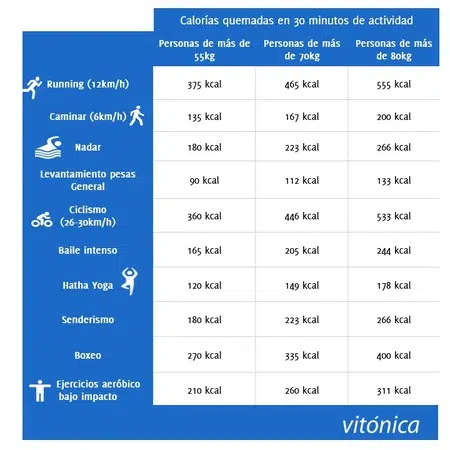 Calorías quemadas en 30 minutos de actividad
Personas de más de 55kg
Personas de más de 70kg
Personas de más de 80kg
Running (12km/h) 375 kcal 465 kcal 555 kcal
Caminar (6km/h) 135 kcal 167 kcal 200 kcal
Nadar 180 kcal 223 kcal 266 kcal
Levantamiento pesas General 90 kcal 112 kcal 133 kcal
Ciclismo (26-30km/h) 360 kcal 446 kcal 533 kcal
Baile intenso 165 kcal 205 kcal 244 kcal
Hatha Yoga 120 kcal 149 kcal 178 kcal
Senderismo 180 kcal 223 kcal 266 kcal
Boxeo 270 kcal 335 kcal 400 kcal
Ejercicios aeróbico bajo impacto 210 kcal 260 kcal 311 kcal
vitónica